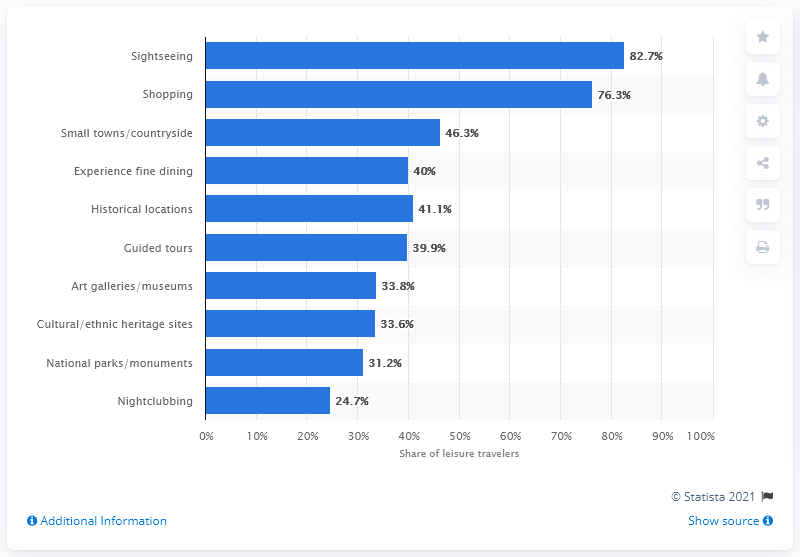 Sightseeing 82.7%
Shopping 76.3%
Small towns/countryside 46.3%
Experience fine dining 40%
Historical locations 41.1%
Guided tours 39.9%
Art galleries/museums 33.8%
Cultural/ethnic heritage sites 33.6%
National parks/monuments 31.2%
Nightclubbing 24.7%
0% 10% 20% 30% 40% 50% 60% 70% 80% 90% 100%
Share of leisure travelers
© Statista 2021
Additional Information
Show source